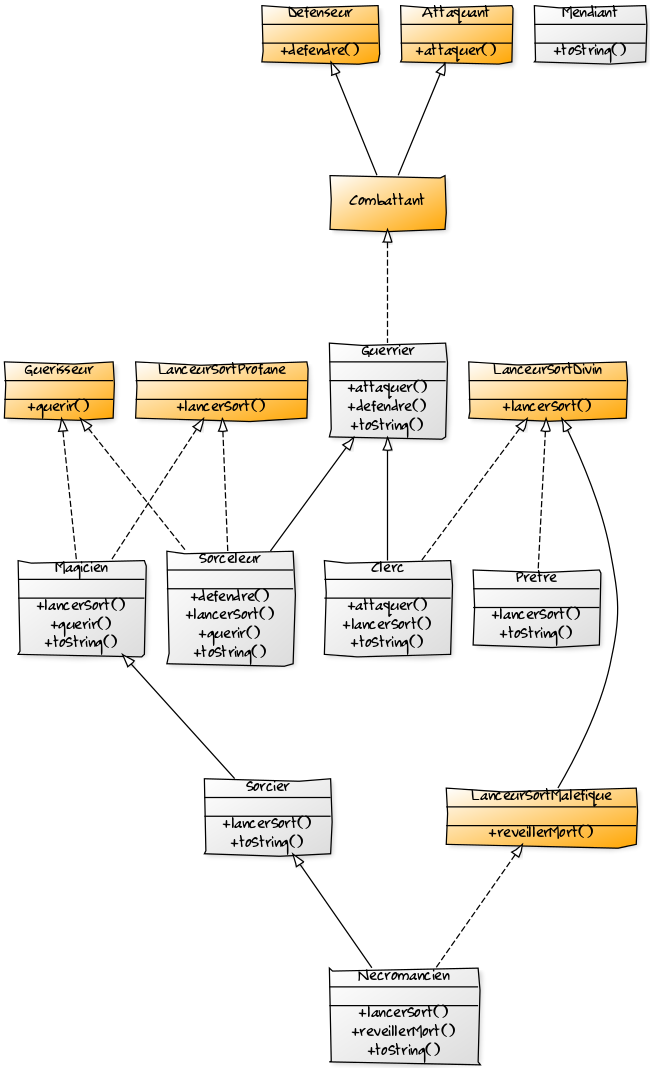 Defenseur
+defendre()
Attaquant
+attaquer()
Mendiant
+toString()
Combattant
Guerisseur
+guerir()
LanceurSortProfane
+lancerSort()
Guerrier
+attaquer()
+defendre()
+toString()
LanceurSortDivin
+lancerSort()
Magicien
+lancerSort()
+guerir()
+toString()
Sorceleur
+defendre()
+lancerSort()
+guerir()
+toString()
Clerc
+attaquer()
+lancerSort()
+toString()
Pretre
+lancerSort()
+toString()
Sorcier
+lancerSort()
+toString()
LanceurSortMalefique
+reveillerMort()
Necromancien
+lancerSort()
+reveillerMort()
+toString()